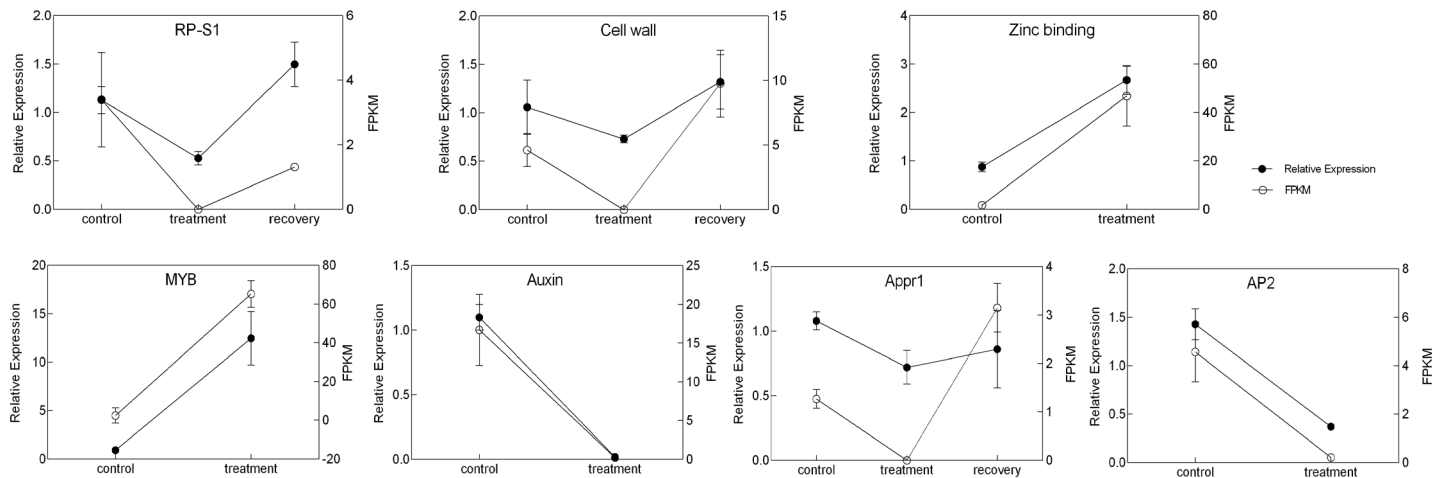 RP-S1
Relative Expression
2.0
1.5
1.0
0.5
0.0
FPKM
6
4
2
0
control treatment recovery
Cell wall
Relative Expression
2.0
1.5
1.0
0.5
0.0
FPKM
15
10
5
0
control treatment recovery
Zinc binding
Relative Expression
4
3
2
1
0
FPKM
80
60
40
20
0
control treatment
Relative Expression
FPKM
MYB
Relative Expression
20
15
10
5
0
FPKM
80
60
40
20
0
-20
control treatment
Auxin
Relative Expression
1.5
1.0
0.5
0.0
FPKM
25
20
15
10
5
0
control treatment
Appr1
Relative Expression
1.5
1.0
0.5
0.0
FPKM
4
3
2
1
0
control treatment recovery
AP2
Relative Expression
2.0
1.5
1.0
0.5
0.0
FPKM
8
6
4
2
0
control treatment